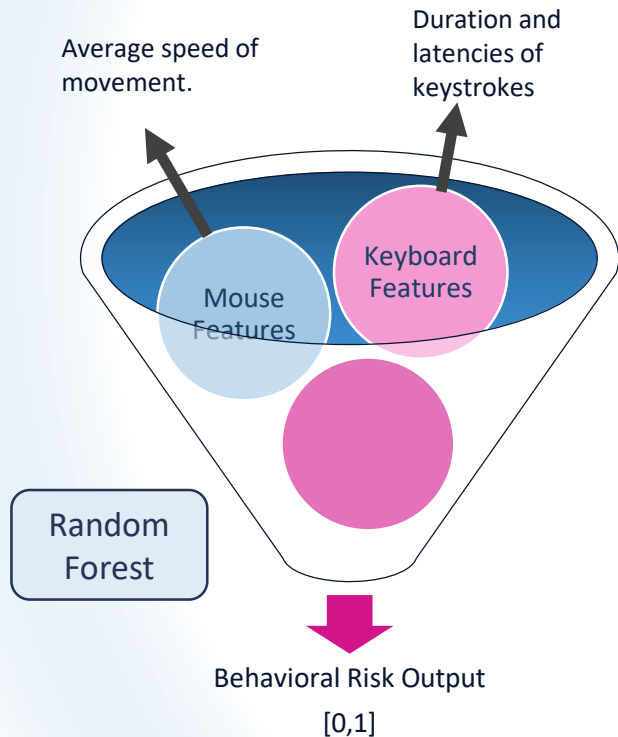 Average speed of
movement.
Duration and
latencies of
keystrokes
Mouse
Features
Keyboard
Features
Random
Forest
Behavioral Risk Output
[0,1]